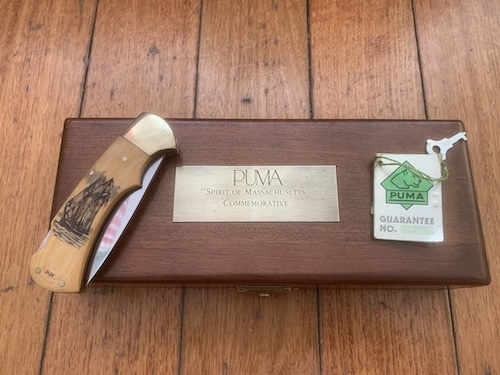 PUMA
"SPIRIT OF MASSACHUSETTS
COMMEMORATIVE
PUMA
GUARANTEE
NO.